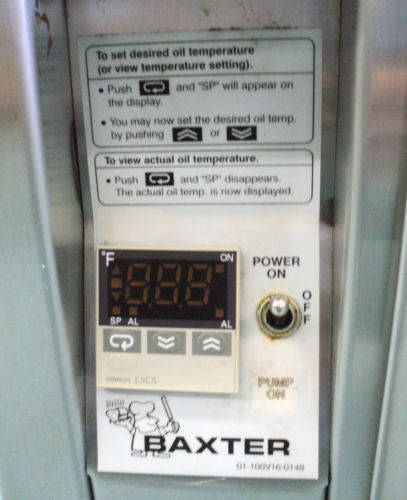 To set desired oil temperature
(or view temperature setting).
• Push and "SP" will appear on
the display.
• You may now set the desired oil temp.
by pushing or .
To view actual oil temperature.
• Push and "SP" disappears.
The actual oil temp. is now displayed.
°F ON
SP AL AL
omron E5CS
POWER
ON
OFF
PUMP
ON
BAXTER
01-100V16-0148